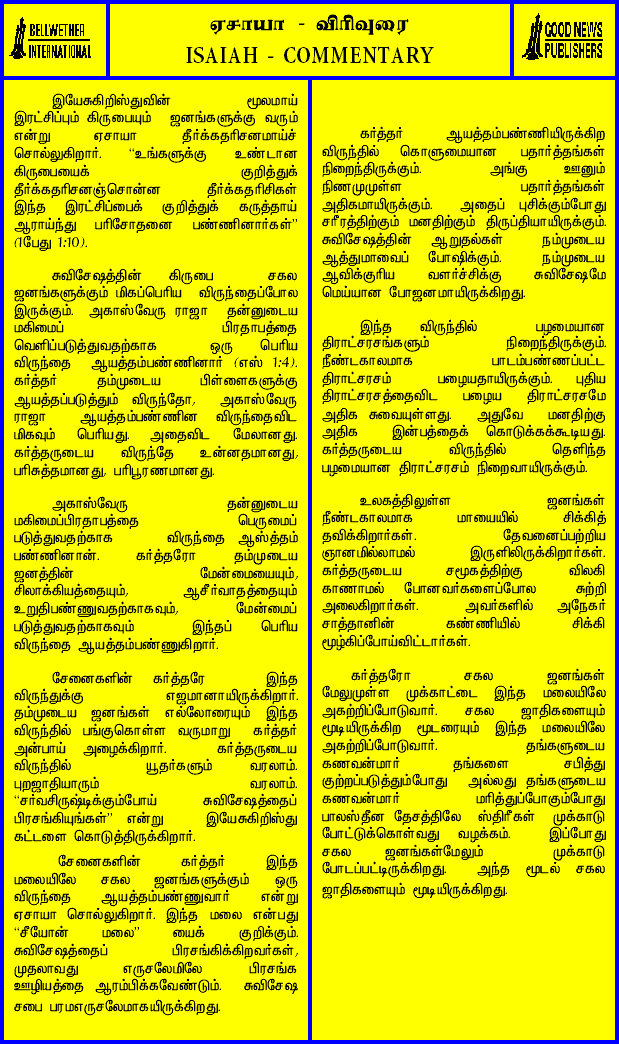 BELLWETHER
INTERNATIONAL
ஏசாயா - விரிவுரை
ISAIAH - COMMENTARY
GOOD NEWS
PUBLISHERS
இயேசுகிறிஸ்துவின் மூலமாய்
இரட்சிப்பும் கிருபையும் ஜனங்களுக்கு வரும்
என்று ஏசாயா தீர்க்கதரிசனமாய்ச்
சொல்லுகிறார். “உங்களுக்கு உண்டான
கிருபையைக் குறித்துக்
தீர்க்கதரிசனஞ்சொன்ன தீர்க்கதரிசிகள்
இந்த இரட்சிப்பைக் குறித்துக் கருத்தாய்
ஆராய்ந்து பரிசோதனை பண்ணினார்கள்”
(1பேது 1:10).
சுவிசேஷத்தின் கிருபை சகல
ஜனங்களுக்கும் மிகப்பெரிய விருந்தைப்போல
இருக்கும். அகாஸ்வேரு ராஜா தன்னுடைய
மகிமைப் பிரதாபத்தை
வெளிப்படுத்துவதற்காக ஒரு பெரிய
விருந்தை ஆயத்தம்பண்ணினார் (எஸ் 1:4).
கர்த்தர் தம்முடைய பிள்ளைகளுக்கு
ஆயத்தப்படுத்தும் விருந்தோ, அகாஸ்வேரு
ராஜா ஆயத்தம்பண்ணின விருந்தைவிட
மிகவும் பெரியது. அதைவிட மேலானது.
கர்த்தருடைய விருந்தே உன்னதமானது,
பரிசுத்தமானது, பரிபூரணமானது.
அகாஸ்வேரு தன்னுடைய
மகிமைப்பிரதாபத்தை பெருமைப்
படுத்துவதற்காக விருந்தை ஆஸ்த்தம்
பண்ணினான். கர்த்தரோ தம்முடைய
ஜனத்தின் மேன்மையையும்,
சிலாக்கியத்தையும், ஆசீர்வாதத்தையும்
உறுதிபண்ணுவதற்காகவும், மேன்மைப்
படுத்துவதற்காகவும் இந்தப் பெரிய
விருந்தை ஆயத்தம்பண்ணுகிறார்.
சேனைகளின் கர்த்தரே இந்த
விருந்துக்கு எஜமானாயிருக்கிறார்.
தம்முடைய ஜனங்கள் எல்லோரையும் இந்த
விருந்தில் பங்குகொள்ள வருமாறு கர்த்தர்
அன்பாய் அழைக்கிறார். கர்த்தருடைய
விருந்தில் யூதர்களும் வரலாம்.
புறஜாதியாரும் வரலாம்.
“சர்வசிருஷ்டிக்கும்போய் சுவிசேஷத்தைப்
பிரசங்கியுங்கள்” என்று இயேசுகிறிஸ்து
கட்டளை கொடுத்திருக்கிறார்.
சேனைகளின் கர்த்தர் இந்த
மலையிலே சகல ஜனங்களுக்கும் ஒரு
விருந்தை ஆயத்தம்பண்ணுவார் என்று
ஏசாயா சொல்லுகிறார். இந்த மலை என்பது
“சீயோன் மலை” யைக் குறிக்கும்.
சுவிசேஷத்தைப் பிரசங்கிக்கிறவர்கள்,
முதலாவது எருசலேமிலே பிரசங்க
ஊழியத்தை ஆரம்பிக்கவேண்டும். சுவிசேஷ
சபை பரமஎருசலேமாகயிருக்கிறது.
கர்த்தர் ஆயத்தம்பண்ணியிருக்கிற
விருந்தில் கொளுமையான பதார்த்தங்கள்
நிறைந்திருக்கும். அங்கு ஊனும்
நிணமுமுள்ள பதார்த்தங்கள்
அதிகமாயிருக்கும். அதைப் புசிக்கும்போது
சரீரத்திற்கும் மனதிற்கும் திருப்தியாயிருக்கும்.
சுவிசேஷத்தின் ஆறுதல்கள் நம்முடைய
ஆத்துமாவைப் போஷிக்கும். நம்முடைய
ஆவிக்குரிய வளர்ச்சிக்கு சுவிசேஷமே
மெய்யான போஜனமாயிருக்கிறது.
இந்த விருந்தில் பழமையான
திராட்சரசங்களும் நிறைந்திருக்கும்.
நீண்டகாலமாக பாடம்பண்ணப்பட்ட
திராட்சரசம் பழையதாயிருக்கும். புதிய
திராட்சரசத்தைவிட பழைய திராட்சரசமே
அதிக சுவையுள்ளது. அதுவே மனதிற்கு
அதிக இன்பத்தைக் கொடுக்கக்கூடியது.
கர்த்தருடைய விருந்தில் தெளிந்த
பழமையான திராட்சரசம் நிறைவாயிருக்கும்.
உலகத்திலுள்ள ஜனங்கள்
நீண்டகாலமாக மாயையில் சிக்கித்
தவிக்கிறார்கள். தேவனைப்பற்றிய
ஞானமில்லாமல் இருளிலிருக்கிறார்கள்.
கர்த்தருடைய சமூகத்திற்கு விலகி
காணாமல் போனவர்களைப்போல சுற்றி
அலைகிறார்கள். அவர்களில் அநேகர்
சாத்தானின் கண்ணியில் சிக்கி
மூழ்கிப்போய்விட்டார்கள்.
கர்த்தரோ சகல ஜனங்கள்
மேலுமுள்ள முக்காட்டை இந்த மலையிலே
அகற்றிப்போடுவார். சகல ஜாதிகளையும்
மூடியிருக்கிற மூடரையும் இந்த மலையிலே
அகற்றிப்போடுவார். தங்களுடைய
கணவன்மார் தங்களை சபித்து
குற்றப்படுத்தும்போது அல்லது தங்களுடைய
கணவன்மார் மரித்துப்போகும்போது
பாலஸ்தீன தேசத்திலே ஸ்திரீகள் முக்காடு
போட்டுக்கொள்வது வழக்கம். இப்போது
சகல ஜனங்கள்மேலும் முக்காடு
போடப்பட்டிருக்கிறது. அந்த மூடல் சகல
ஜாதிகளையும் மூடியிருக்கிறது.